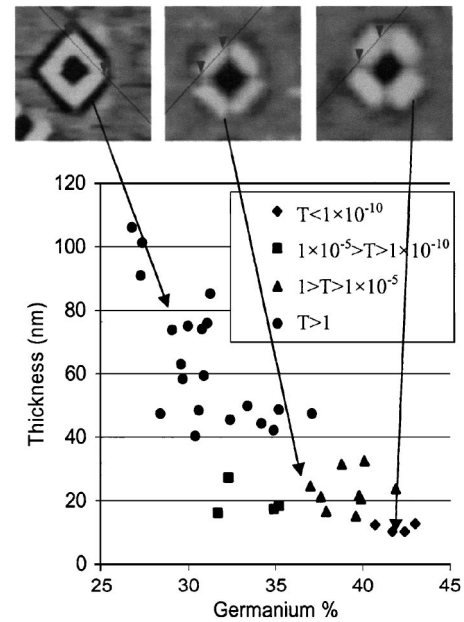 120
100
80
60
40
20
0
Thickness (nm)
T<1×10⁻¹⁰
1×10⁻⁵>T>1×10⁻¹⁰
1>T>1×10⁻⁵
T>1
25 30 35 40 45
Germanium %